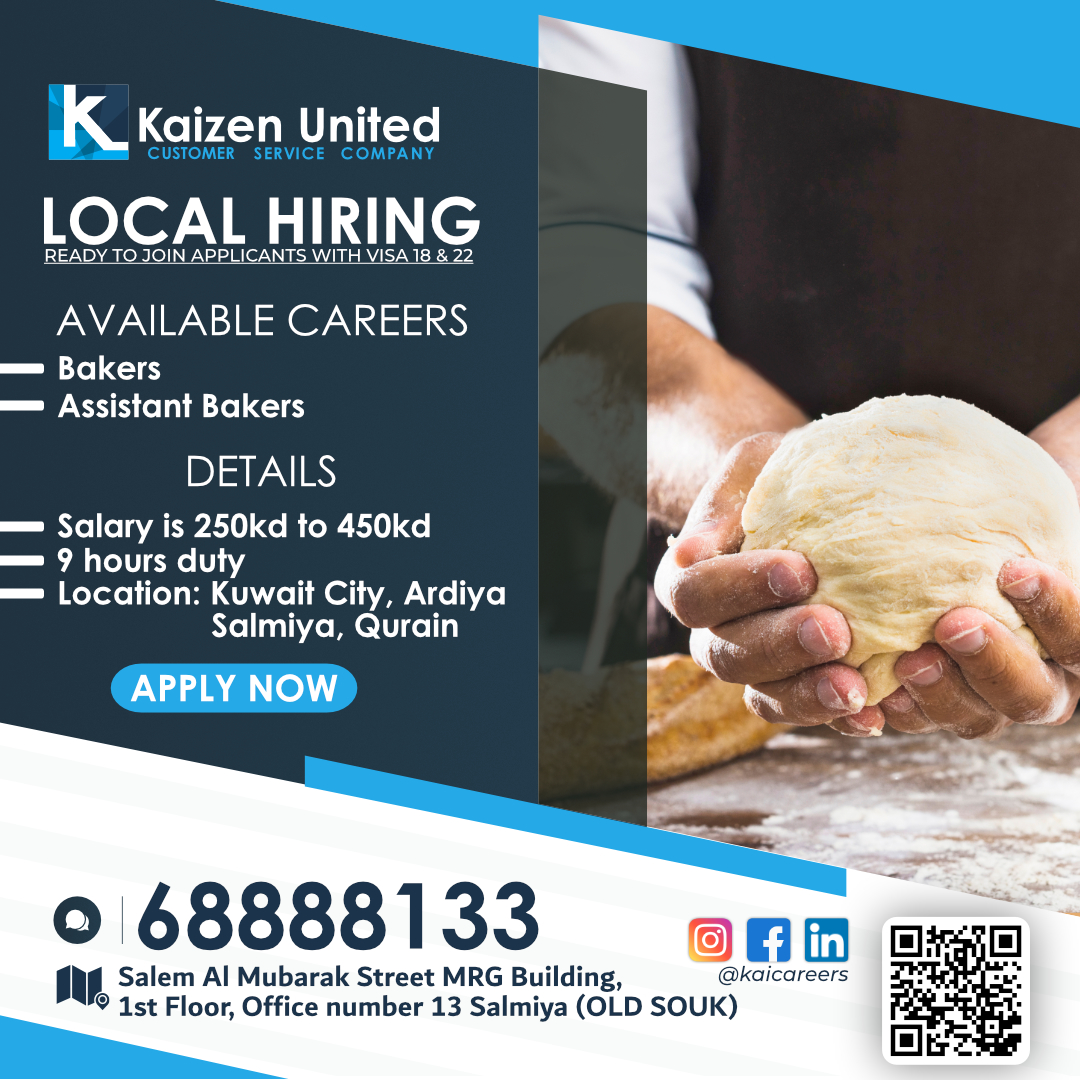 K Kaizen United
CUSTOMER SERVICE COMPANY
LOCAL HIRING
READY TO JOIN APPLICANTS WITH VISA 18 & 22
AVAILABLE CAREERS
Bakers
Assistant Bakers
DETAILS
Salary is 250kd to 450kd
9 hours duty
Location: Kuwait City, Ardiya
Salmiya, Qurain
APPLY NOW
68888133
Salem Al Mubarak Street MRG Building,
1st Floor, Office number 13 Salmiya (OLD SOUK)
in
@kaicareers